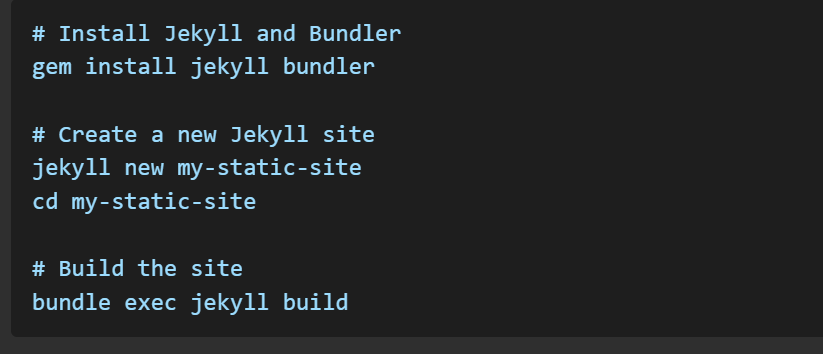 # Install Jekyll and Bundler
gem install jekyll bundler
# Create a new Jekyll site
jekyll new my-static-site
cd my-static-site
# Build the site
bundle exec jekyll build